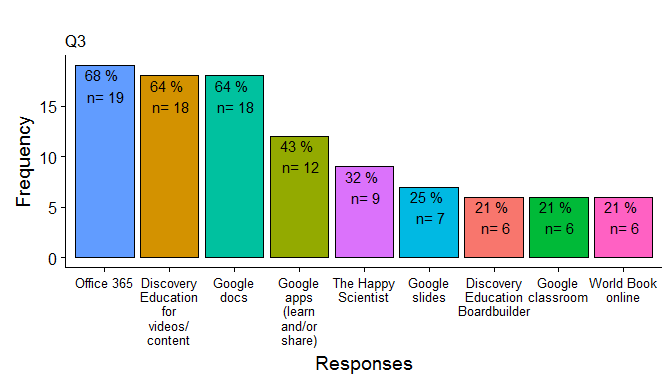 Q3
Frequency
15
10
5
0
68 %
n= 19
64 %
n= 18
64 %
n= 18
43 %
n= 12
32 %
n= 9
25 %
n= 7
21 %
n= 6
21 %
n= 6
21 %
n= 6
Office 365
Discovery
Education
for
videos/
content
Google
docs
Google
apps
(learn
and/or
share)
The Happy
Scientist
Google
slides
Discovery
Education
Boardbuilder
Google
classroom
World Book
online
Responses